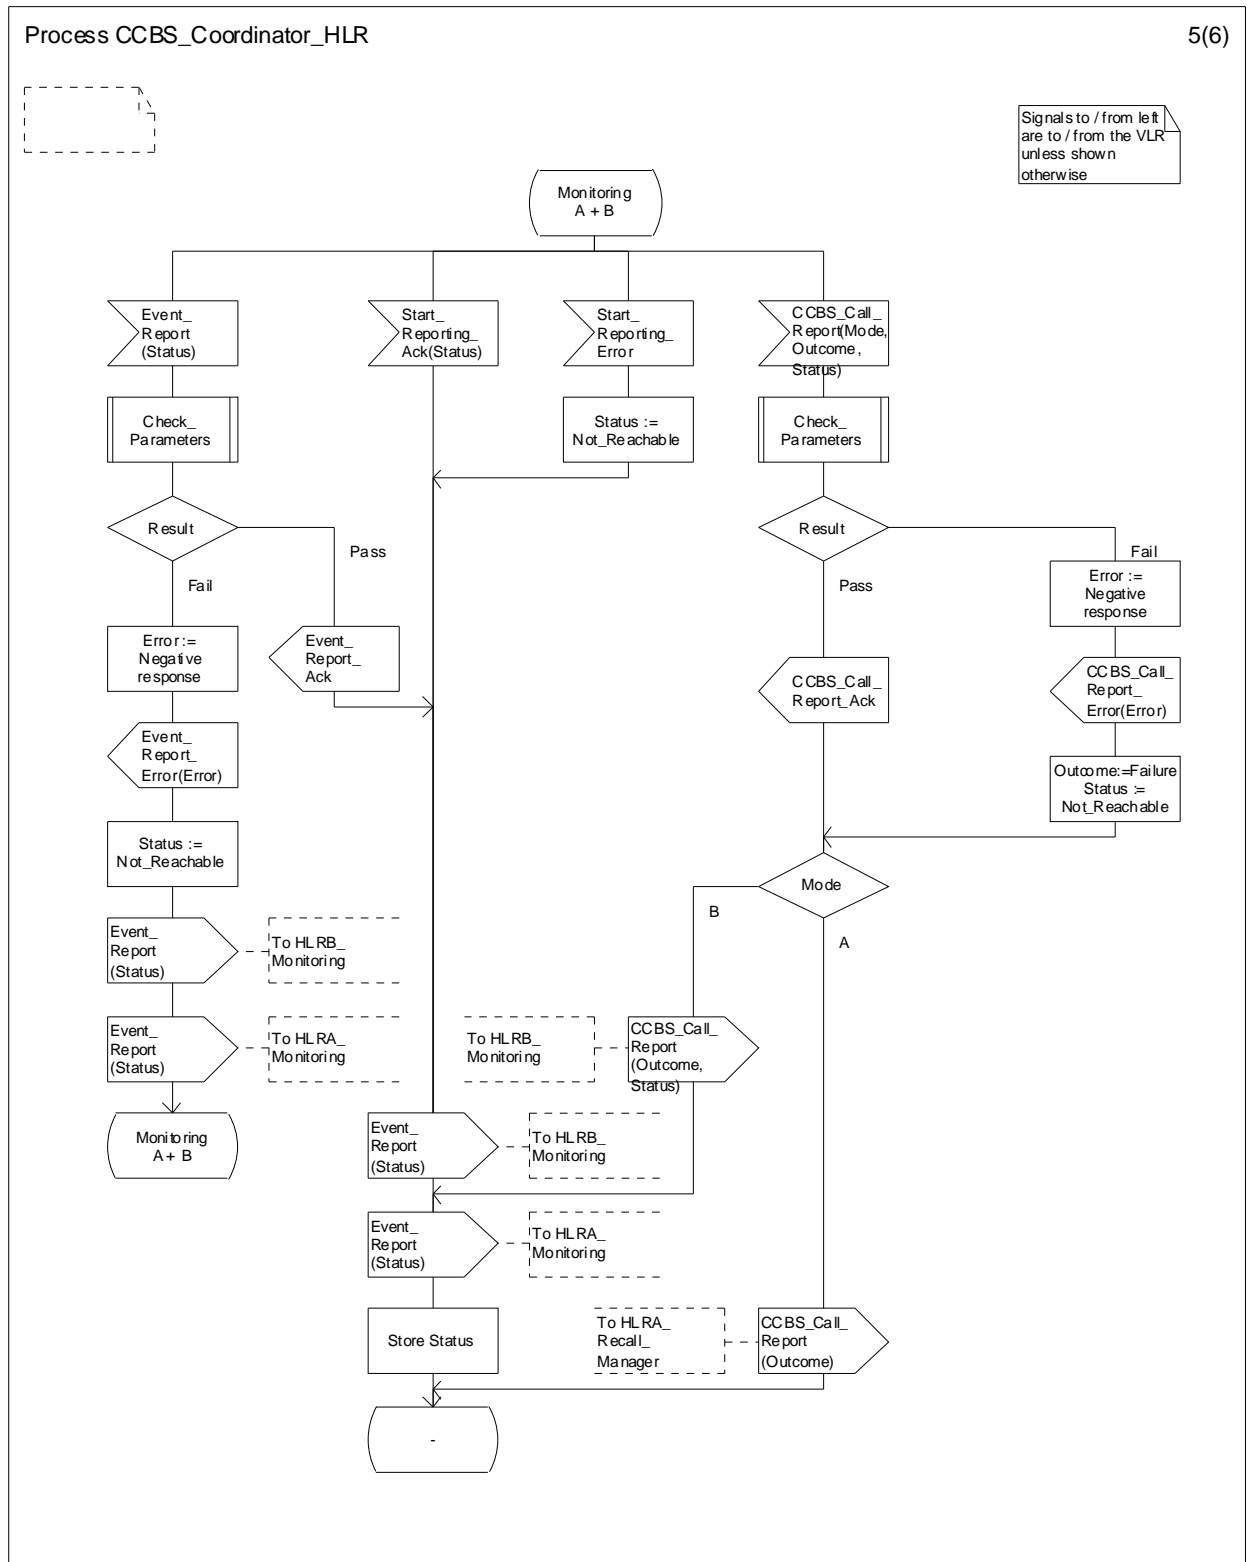 Process CCBS_Coordinator_HLR
5(6)
Signals to / from left
are to / from the VLR
unless shown
otherwise
Monitoring
A + B
Event_
Report
(Status)
Start_
Reporting_
Ack(Status)
Start_
Reporting_
Error
CCBS_Call_
Report(Mode,
Outcome,
Status)
Check_
Parameters
Status :=
Not_Reachable
Check_
Parameters
Result
Pass
Fail
Result
Fail
Pass
Error :=
Negative
response
Error :=
Negative
response
Event_
Report_
Ack
CCBS_Call_
Report_Ack
CCBS_Call_
Report_
Error(Error)
Event_
Report_
Error(Error)
Outcome:=Failure
Status :=
Not_Reachable
Status :=
Not_Reachable
Mode
B
A
Event_
Report
(Status)
To HLRB_
Monitoring
Event_
Report
(Status)
To HLRA_
Monitoring
To HLRB_
Monitoring
CCBS_Call_
Report
(Outcome,
Status)
Monitoring
A + B
Event_
Report
(Status)
To HLRB_
Monitoring
Event_
Report
(Status)
To HLRA_
Monitoring
Store Status
To HLRA_
Recall_
Manager
CCBS_Call_
Report
(Outcome)
-